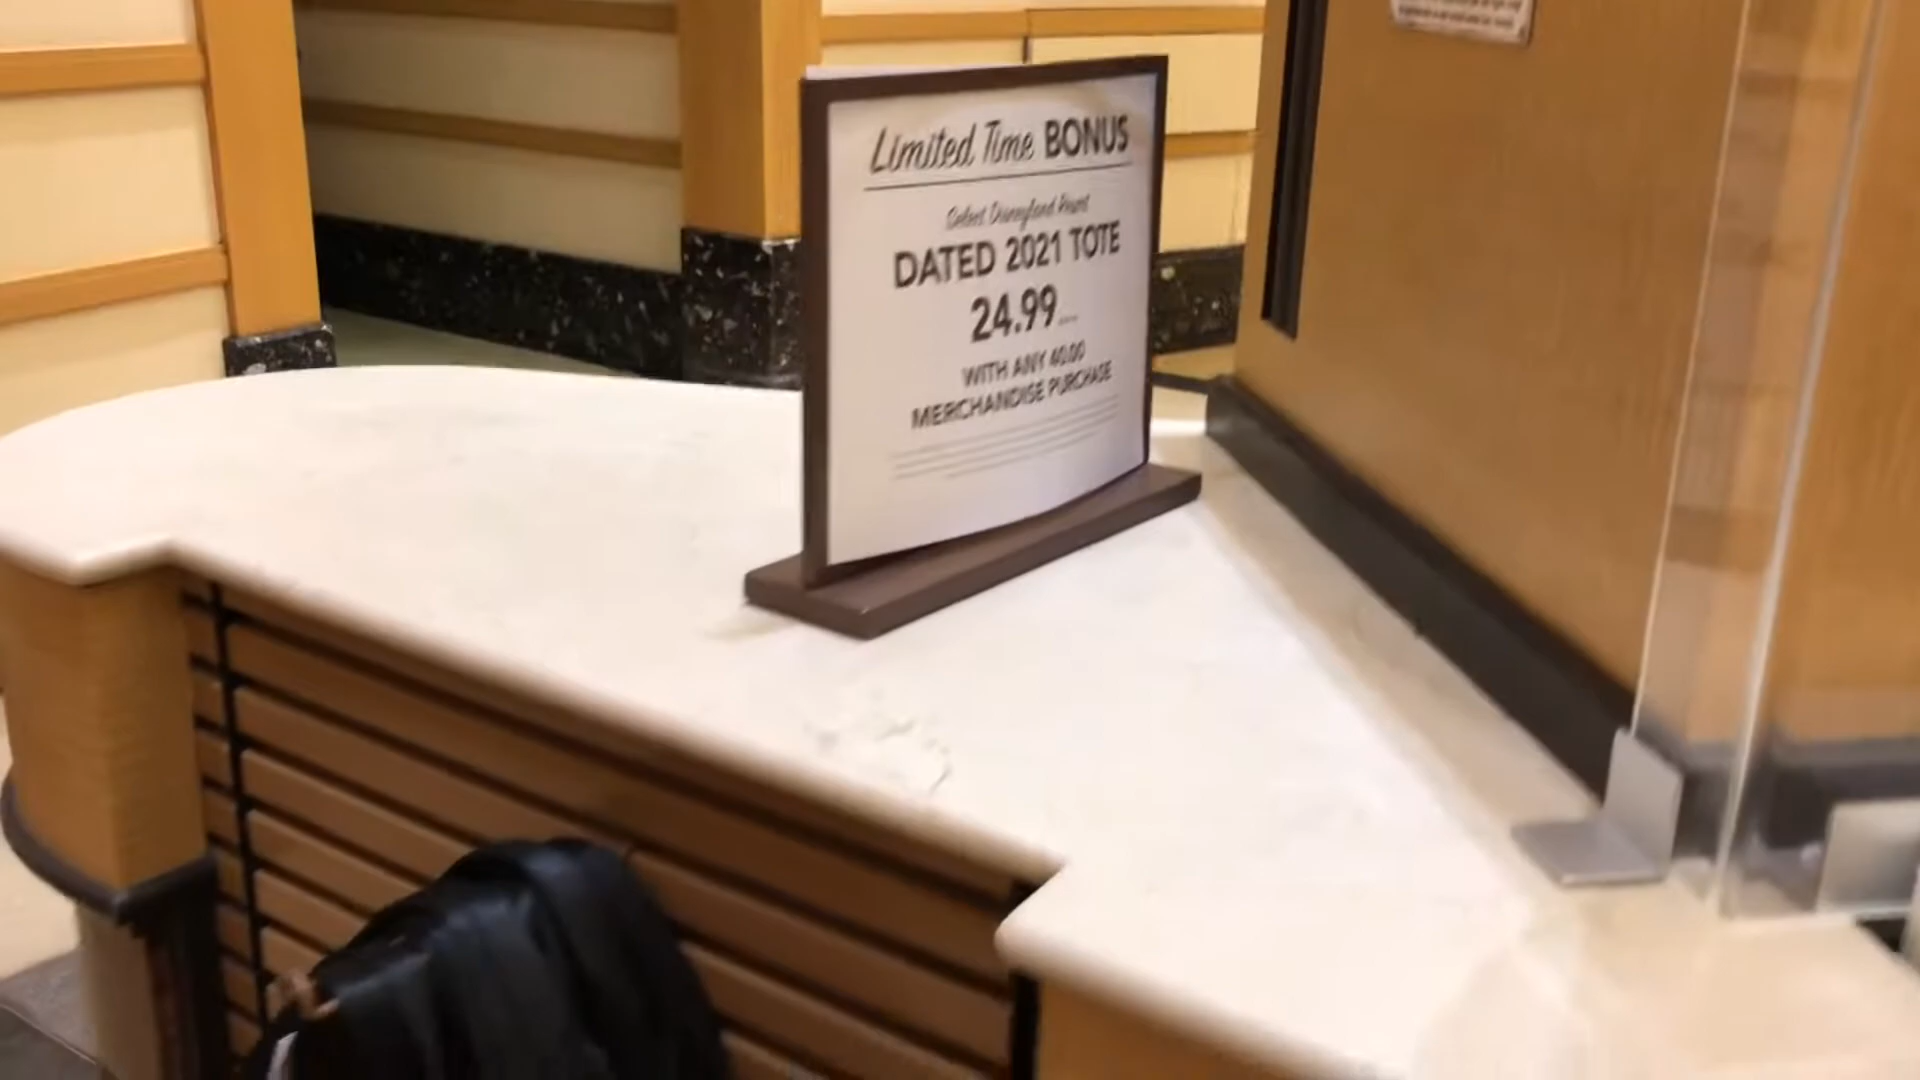 Limited Time BONUS
Select Disneyland Resort
DATED 2021 TOTE
24.99
WITH ANY 40.00
MERCHANDISE PURCHASE